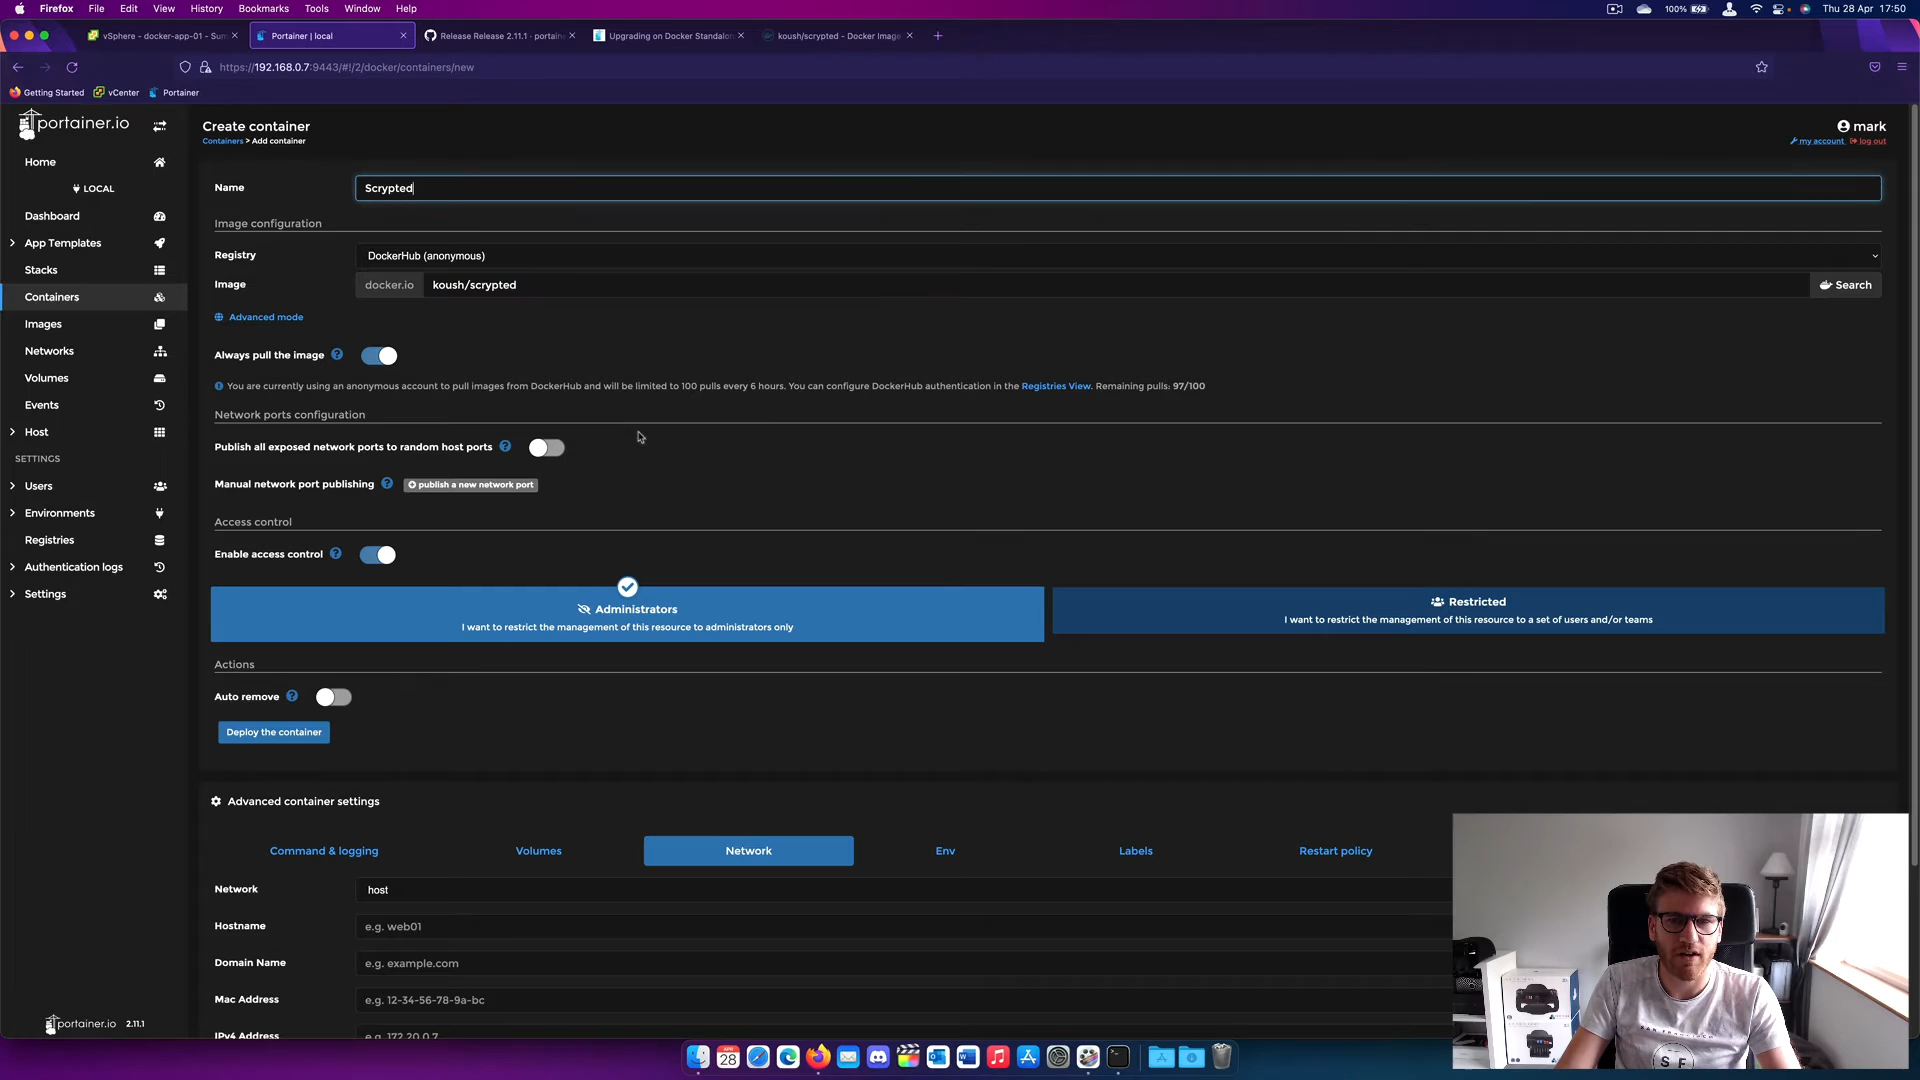 Firefox File Edit View History Bookmarks Tools Window Help 100% Thu 28 Apr 17:50
vSphere - docker-app-01 - Sum Portainer | local Release Release 2.11.1 · portain Upgrading on Docker Standalon koush/scrypted - Docker Image
https://192.168.0.7:9443/#!/2/docker/containers/new
Getting Started vCenter Portainer
portainer.io
Home
LOCAL
Dashboard
App Templates
Stacks
Containers
Images
Networks
Volumes
Events
Host
SETTINGS
Users
Environments
Registries
Authentication logs
Settings
portainer.io 2.11.1
Create container
Containers > Add container
mark
my account log out
Name Scrypted
Image configuration
Registry DockerHub (anonymous)
Image docker.io koush/scrypted Search
Advanced mode
Always pull the image
You are currently using an anonymous account to pull images from DockerHub and will be limited to 100 pulls every 6 hours. You can configure DockerHub authentication in the Registries View. Remaining pulls: 97/100
Network ports configuration
Publish all exposed network ports to random host ports
Manual network port publishing publish a new network port
Access control
Enable access control
Administrators
I want to restrict the management of this resource to administrators only
Restricted
I want to restrict the management of this resource to a set of users and/or teams
Actions
Auto remove
Deploy the container
Advanced container settings
Command & logging Volumes Network Env Labels Restart policy
Network host
Hostname e.g. web01
Domain Name e.g. example.com
Mac Address e.g. 12-34-56-78-9a-bc
IPv4 Address e.g. 172.20.0.7
APR
28
SAN FRANCISCO
SF